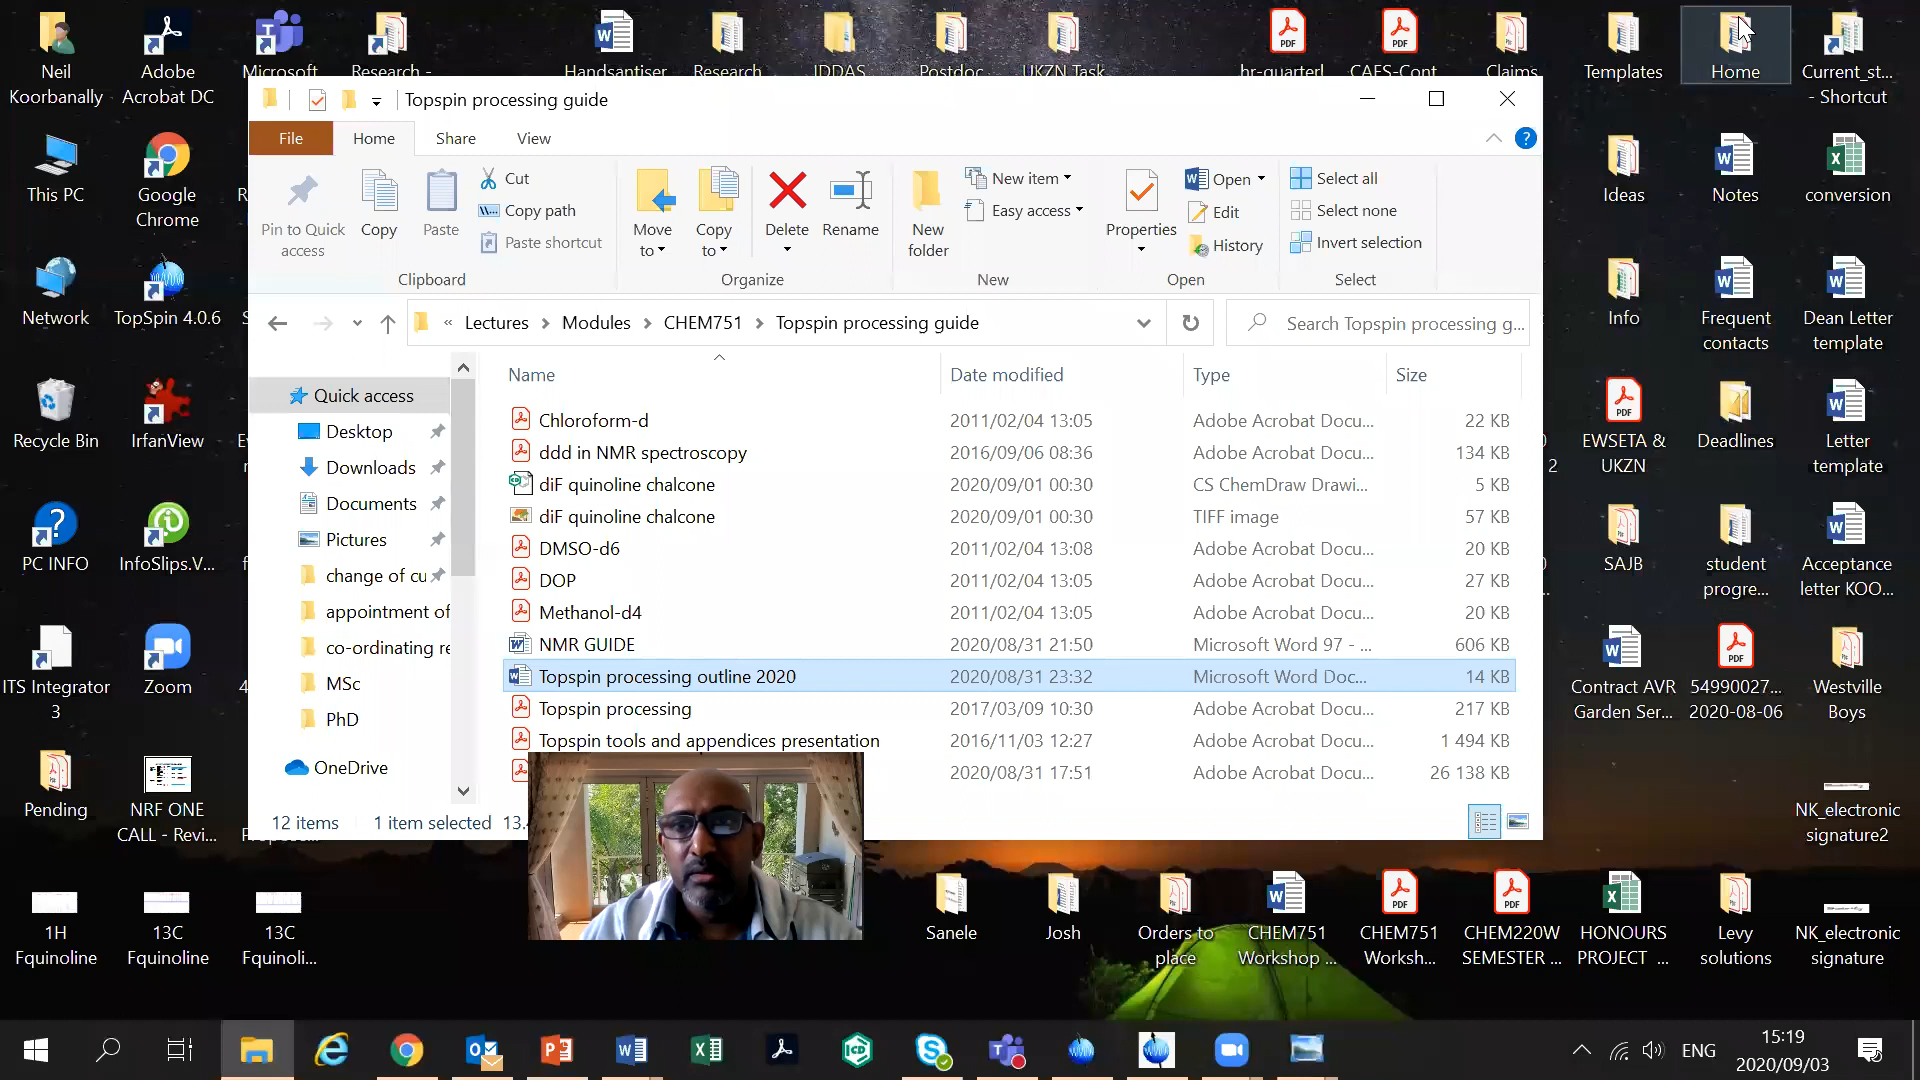 Neil
Koorbanally
Adobe
Acrobat DC
Microsoft
Research -
Handsantiser
Research
IDDAS
Postdoc
UKZN Task
hr-quarterl
CAES-Cont
Claims
Templates
Home
Current_st...
- Shortcut
Topspin processing guide
File
Home
Share
View
Pin to Quick
access
Copy
Paste
Cut
Copy path
Paste shortcut
Clipboard
Move
to
Copy
to
Delete
Rename
Organize
New
folder
New item
Easy access
New
Properties
Open
Edit
History
Open
Select all
Select none
Invert selection
Select
« Lectures > Modules > CHEM751 > Topspin processing guide
Search Topspin processing g...
Name Date modified Type Size
Chloroform-d 2011/02/04 13:05 Adobe Acrobat Docu... 22 KB
ddd in NMR spectroscopy 2016/09/06 08:36 Adobe Acrobat Docu... 134 KB
diF quinoline chalcone 2020/09/01 00:30 CS ChemDraw Drawi... 5 KB
diF quinoline chalcone 2020/09/01 00:30 TIFF image 57 KB
DMSO-d6 2011/02/04 13:08 Adobe Acrobat Docu... 20 KB
DOP 2011/02/04 13:05 Adobe Acrobat Docu... 27 KB
Methanol-d4 2011/02/04 13:05 Adobe Acrobat Docu... 20 KB
NMR GUIDE 2020/08/31 21:50 Microsoft Word 97 - ... 606 KB
Topspin processing outline 2020 2020/08/31 23:32 Microsoft Word Doc... 14 KB
Topspin processing 2017/03/09 10:30 Adobe Acrobat Docu... 217 KB
Topspin tools and appendices presentation 2016/11/03 12:27 Adobe Acrobat Docu... 1 494 KB
2020/08/31 17:51 Adobe Acrobat Docu... 26 138 KB
Quick access
Desktop
Downloads
Documents
Pictures
change of cu
appointment of
co-ordinating re
MSc
PhD
OneDrive
12 items 1 item selected 13.
This PC
Google
Chrome
Network
TopSpin 4.0.6
Recycle Bin
IrfanView
PC INFO
InfoSlips.V...
ITS Integrator
3
Zoom
Pending
NRF ONE
CALL - Revi...
1H
Fquinoline
13C
Fquinoline
13C
Fquinoli...
Ideas
Notes
conversion
Info
Frequent
contacts
Dean Letter
template
EWSETA &
UKZN
Deadlines
Letter
template
SAJB
student
progre...
Acceptance
letter KOO...
Contract AVR
Garden Ser...
54990027...
2020-08-06
Westville
Boys
NK_electronic
signature2
Sanele
Josh
Orders to
place
CHEM751
Workshop ...
CHEM751
Worksh...
CHEM220W
SEMESTER ...
HONOURS
PROJECT ...
Levy
solutions
NK_electronic
signature
ENG
15:19
2020/09/03